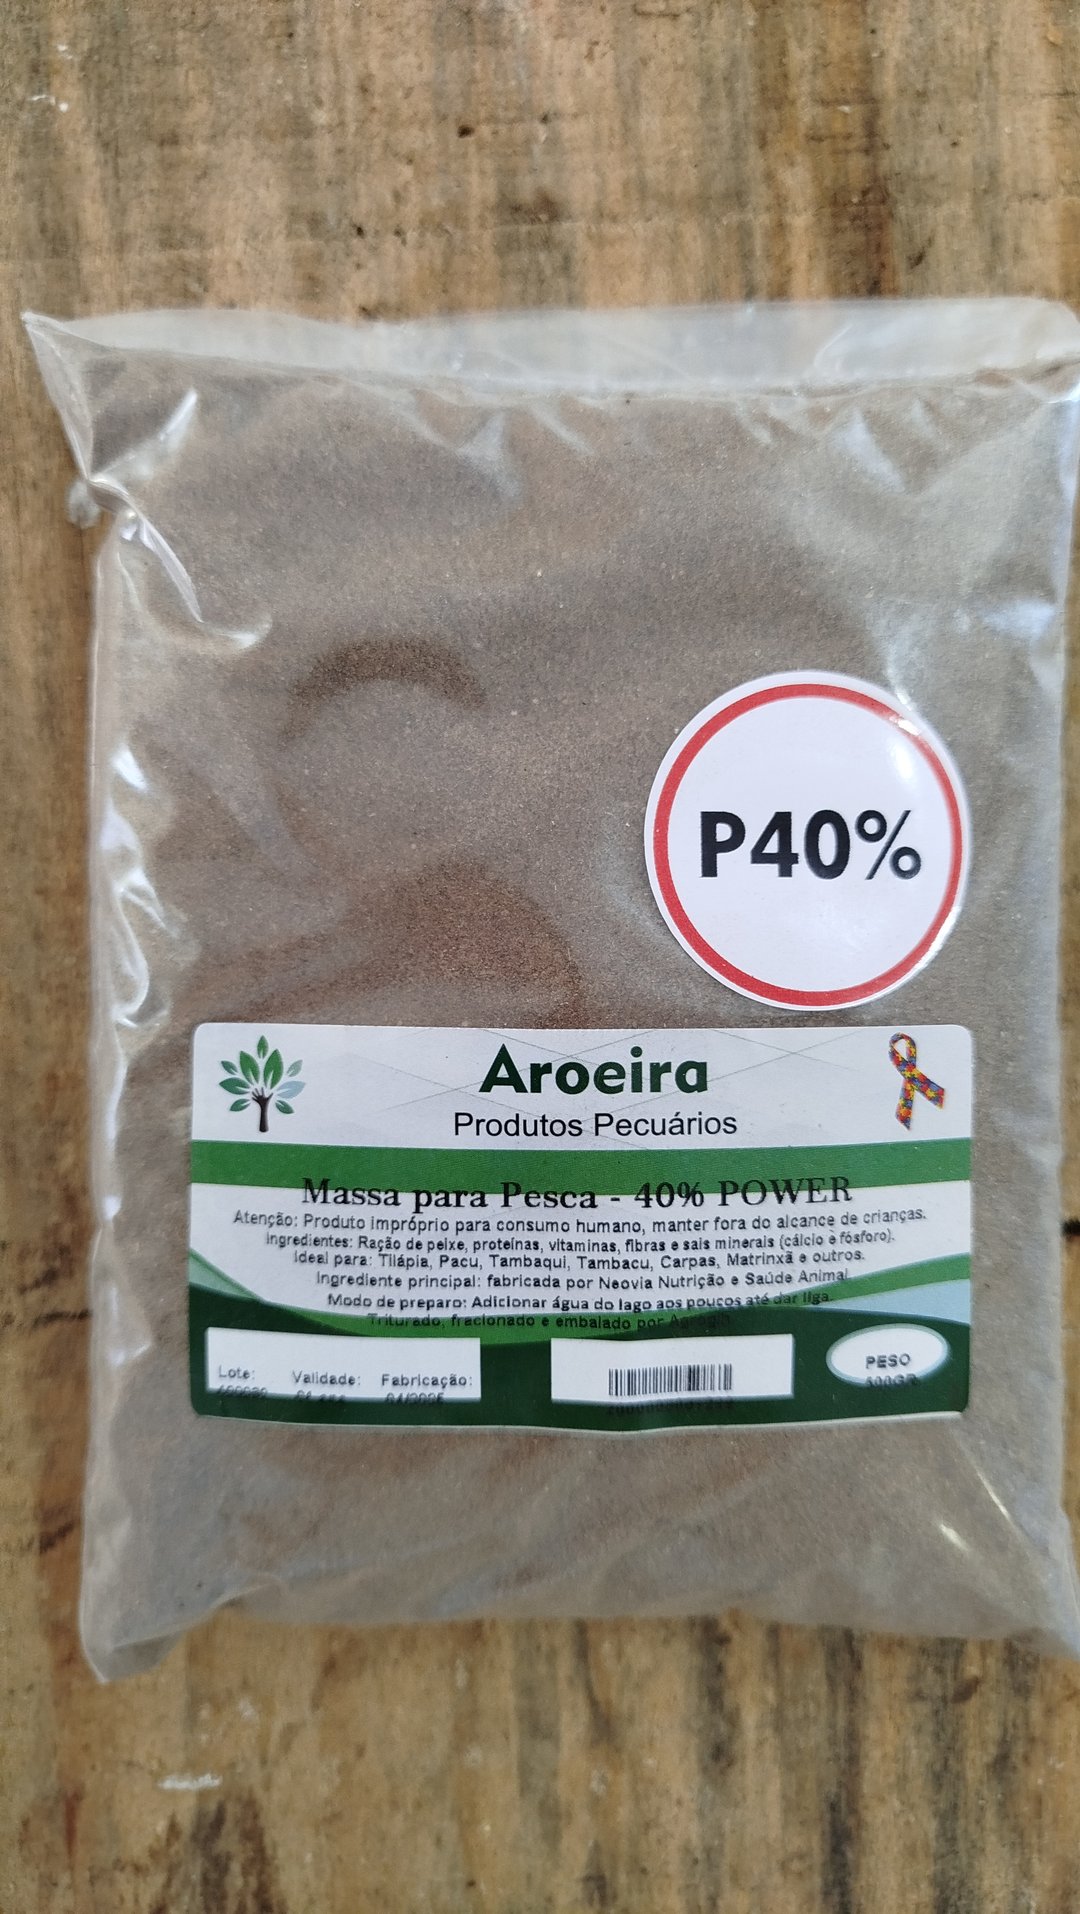 P40%
Aroeira
Produtos Pecuários
Massa para Pesca - 40% POWER
Atenção: Produto impróprio para consumo humano, manter fora do alcance de crianças.
Ingredientes: Ração de peixe, proteínas, vitaminas, fibras e sais minerais (cálcio e fósforo).
Ideal para: Tilápia, Pacu, Tambaqui, Tambacu, Carpas, Matrinxã e outros.
Ingrediente principal: fabricada por Neovia Nutrição e Saúde Animal
Modo de preparo: Adicionar água do lago aos poucos até dar liga.
Triturado, fracionado e embalado por
Lote: Validade: Fabricação:
PESO
500GR